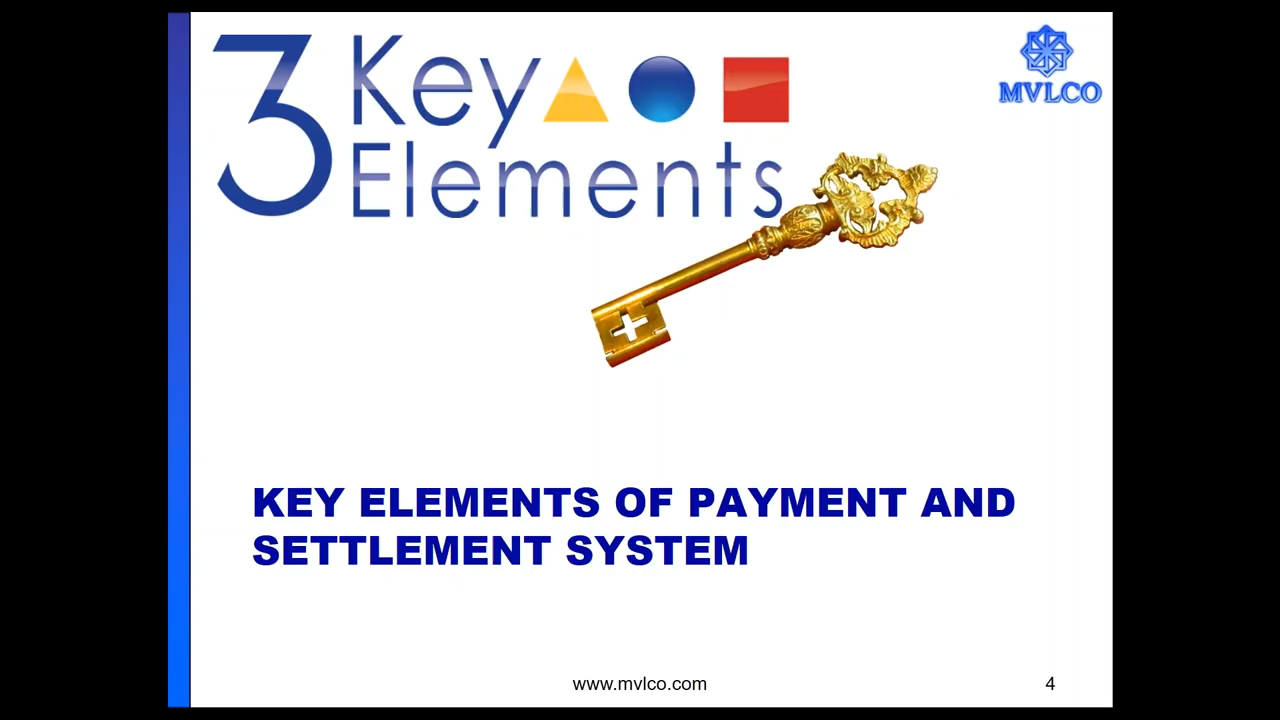 3 Key
Elements
MVLCO
KEY ELEMENTS OF PAYMENT AND
SETTLEMENT SYSTEM
www.mvlco.com
4